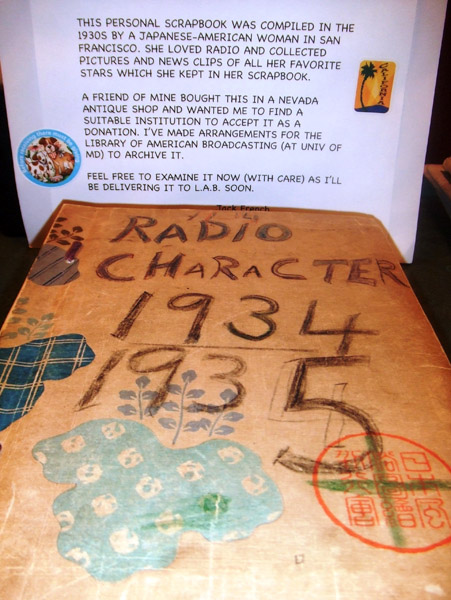 THIS PERSONAL SCRAPBOOK WAS COMPILED IN THE
1930S BY A JAPANESE-AMERICAN WOMAN IN SAN
FRANCISCO. SHE LOVED RADIO AND COLLECTED
PICTURES AND NEWS CLIPS OF ALL HER FAVORITE
STARS WHICH SHE KEPT IN HER SCRAPBOOK.
CALIFORNIA
A FRIEND OF MINE BOUGHT THIS IN A NEVADA
ANTIQUE SHOP AND WANTED ME TO FIND A
SUITABLE INSTITUTION TO ACCEPT IT AS A
DONATION. I'VE MADE ARRANGEMENTS FOR THE
LIBRARY OF AMERICAN BROADCASTING (AT UNIV OF
MD) TO ARCHIVE IT.
FEEL FREE TO EXAMINE IT NOW (WITH CARE) AS I'LL
BE DELIVERING IT TO L.A.B. SOON.
Jack French
RADIO
CHARACTER
1934
1935